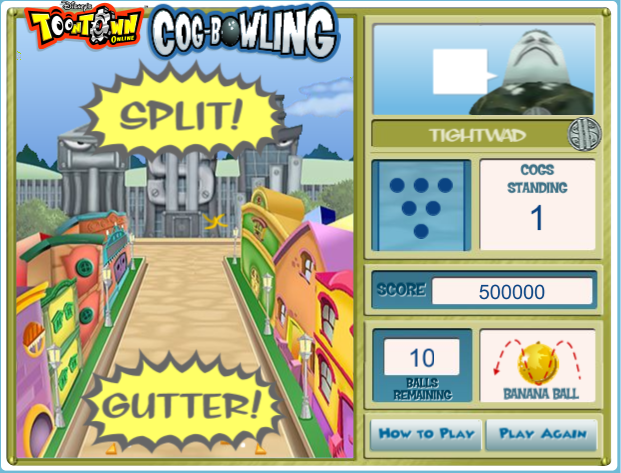 Disney's
TOONTOWN
ONLINE
COG-BOWLING
SPLIT!
TIGHTWAD
COGS
STANDING
1
SCORE 500000
10
BALLS
REMAINING
BANANA BALL
GUTTER!
HOW TO PLAY
PLAY AGAIN